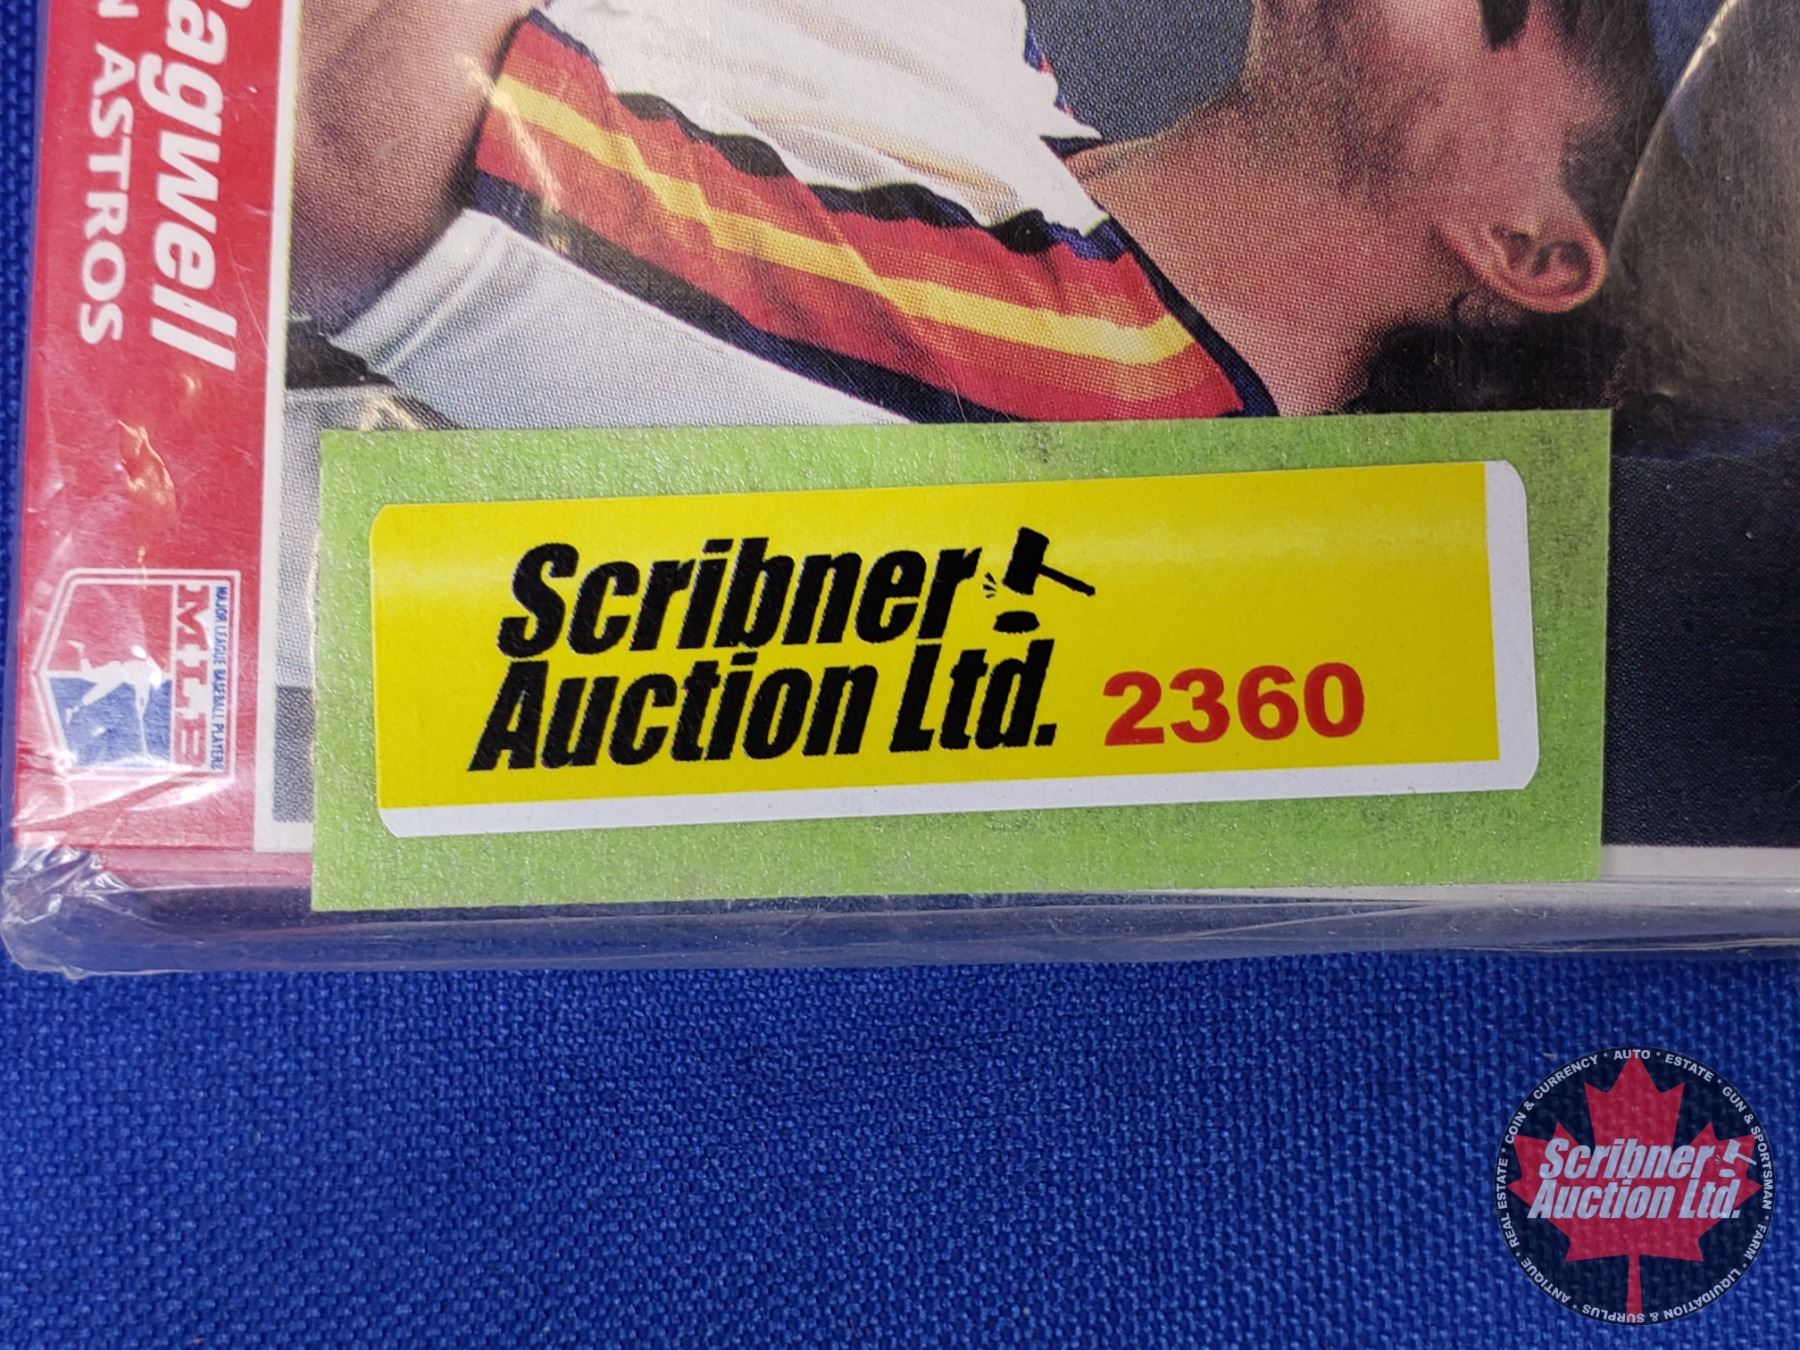 agwell
N ASTROS
MLB
MAJOR LEAGUE BASEBALL PLAYERS
Scribner
Auction Ltd. 2360
COIN & CURRENCY * AUTO * ESTATE * GUN & SPORTSMAN * FARM * LIQUIDATION & SURPLUS * ANTIQUE * REAL ESTATE *
Scribner
Auction Ltd.